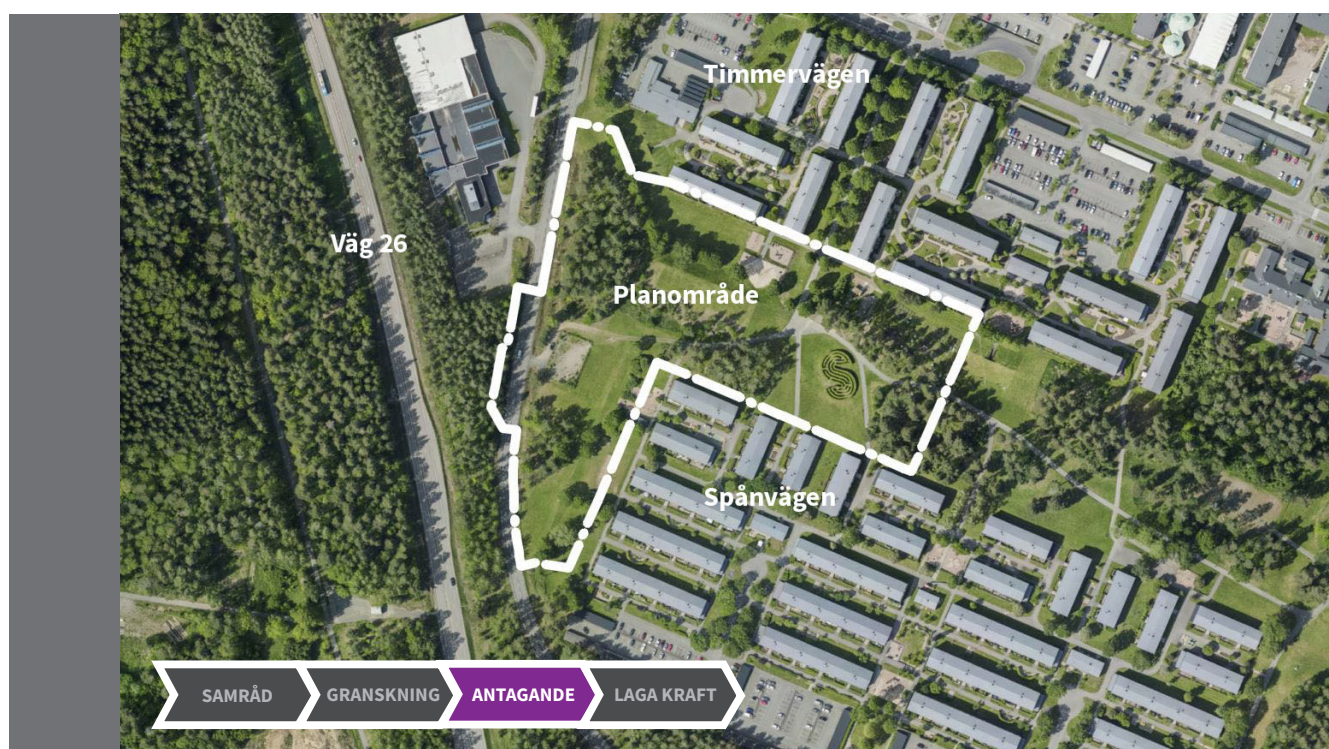 Timmervägen
Väg 26
Planområde
Spånvägen
SAMRÅD
GRANSKNING
ANTAGANDE
LAGA KRAFT